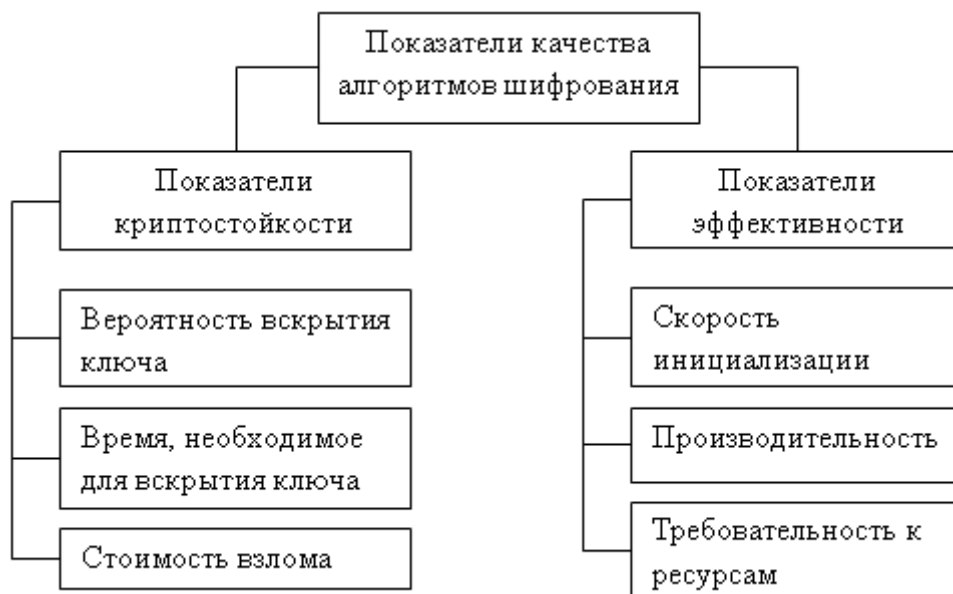 Показатели качества
алгоритмов шифрования
Показатели
криптостойкости
Вероятность вскрытия
ключа
Время, необходимое
для вскрытия ключа
Стоимость взлома
Показатели
эффективности
Скорость
инициализации
Производительность
Требовательность к
ресурсам